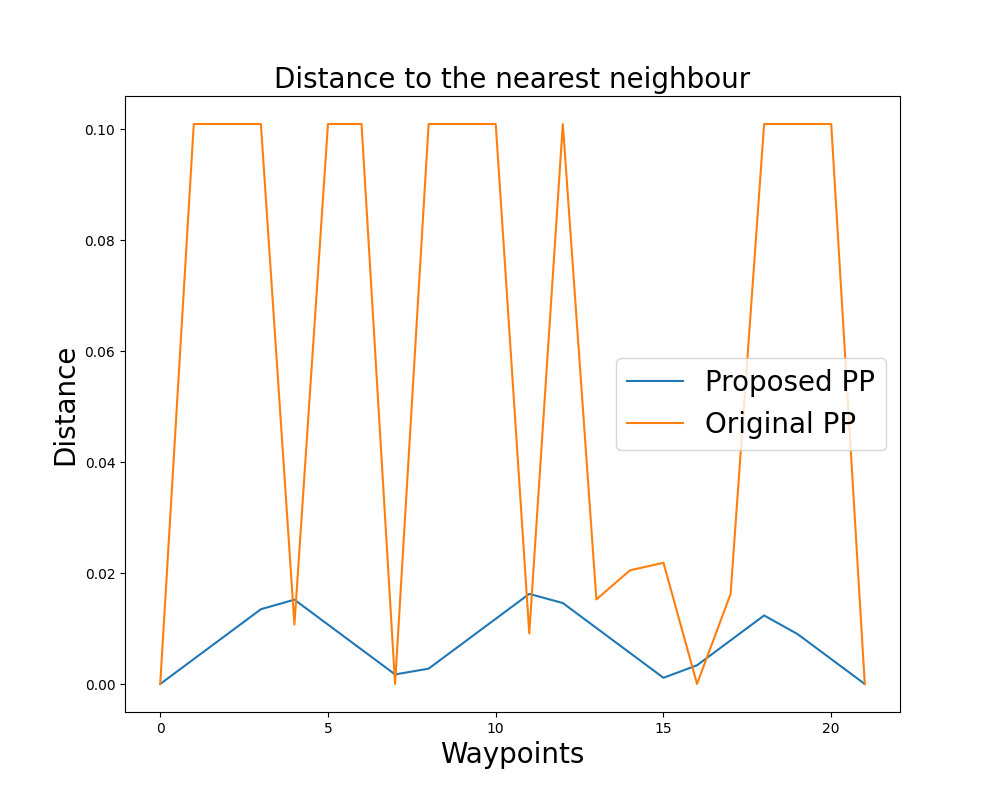 Distance to the nearest neighbour
0.10
0.08
0.06
0.04
0.02
0.00
Distance
Proposed PP
Original PP
0 5 10 15 20
Waypoints